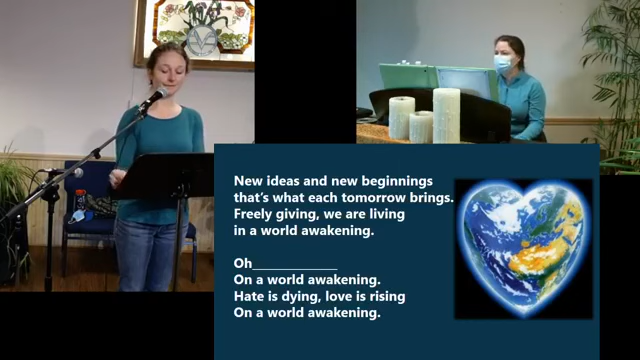 New ideas and new beginnings
that's what each tomorrow brings.
Freely giving, we are living
in a world awakening.
Oh_______________
On a world awakening.
Hate is dying, love is rising
On a world awakening.